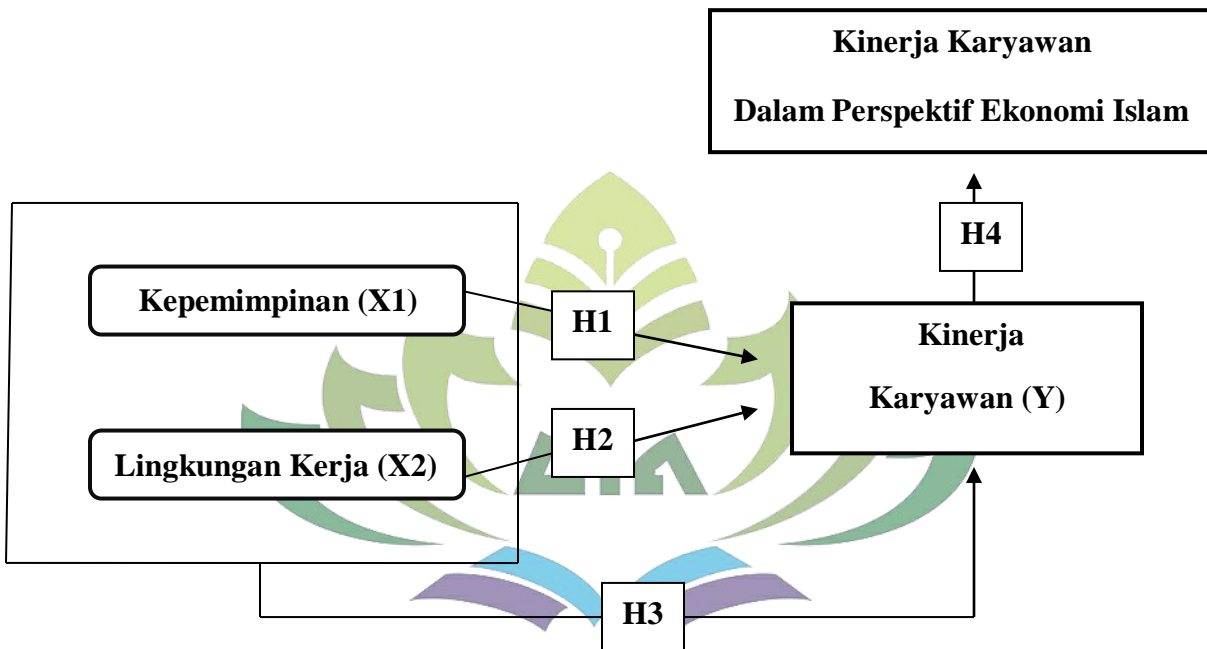 Kinerja Karyawan
Dalam Perspektif Ekonomi Islam
H4
Kepemimpinan (X1)
H1
Kinerja
Karyawan (Y)
H2
Lingkungan Kerja (X2)
H3